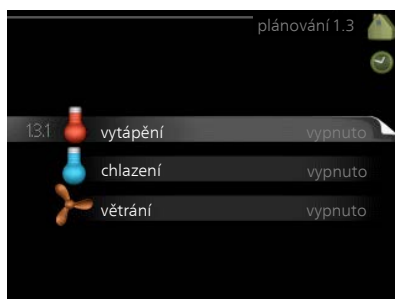 plánování 1.3
1.3.1 vytápění vypnuto
chlazení vypnuto
větrání vypnuto